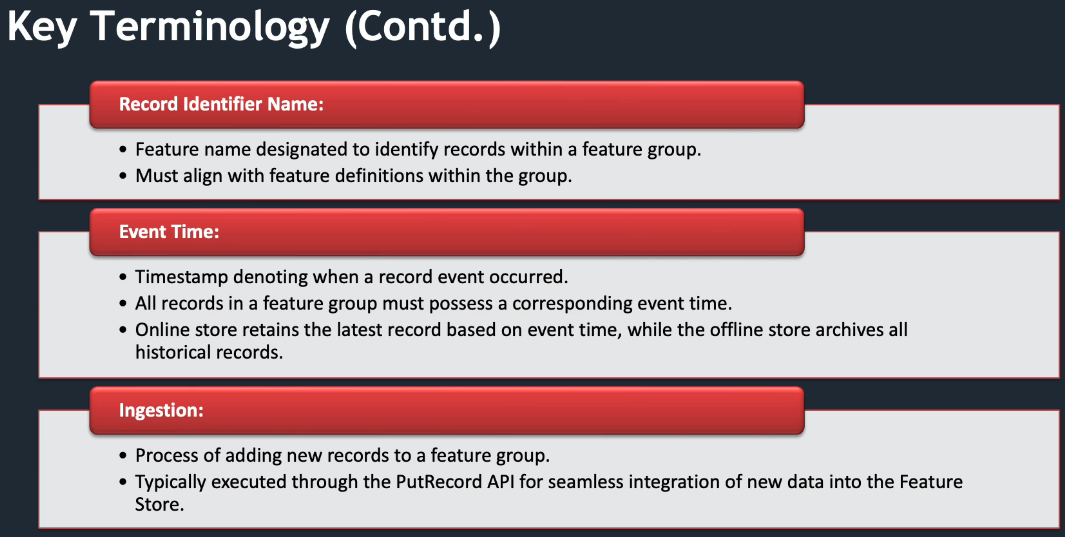 Key Terminology (Contd.)
Record Identifier Name:
• Feature name designated to identify records within a feature group.
• Must align with feature definitions within the group.
Event Time:
• Timestamp denoting when a record event occurred.
• All records in a feature group must possess a corresponding event time.
• Online store retains the latest record based on event time, while the offline store archives all
historical records.
Ingestion:
• Process of adding new records to a feature group.
• Typically executed through the PutRecord API for seamless integration of new data into the Feature
Store.